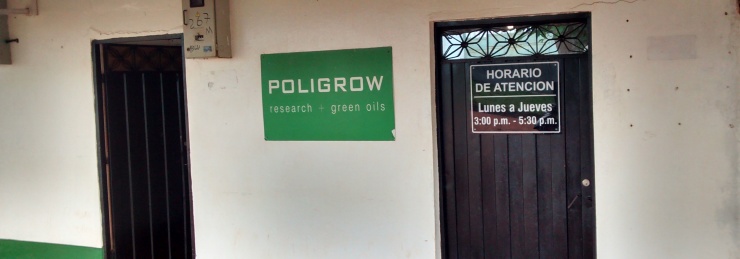 POLIGROW
research + green oils
HORARIO
DE ATENCION
Lunes a Jueves
3:00 p.m. - 5:30 p.m.